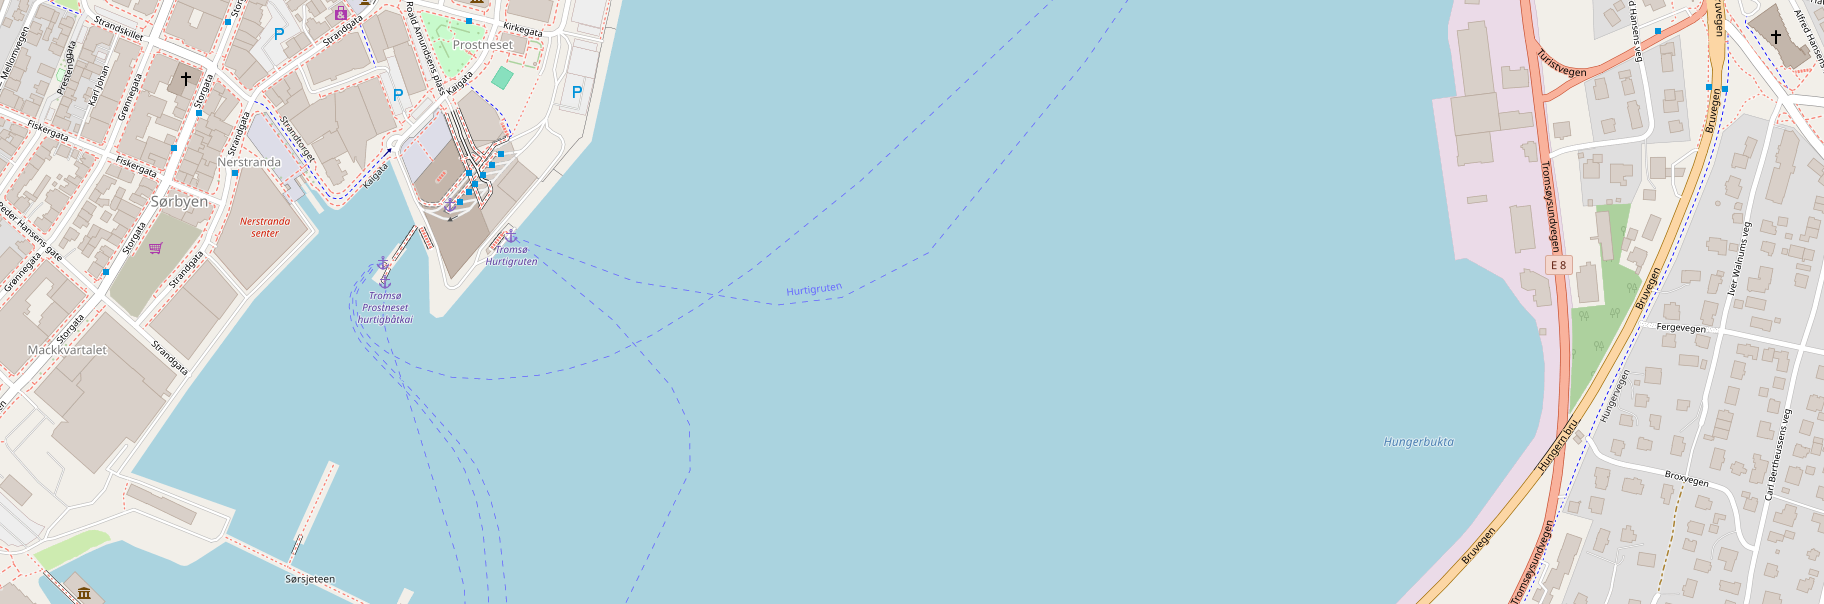 Strandskillet
Mellomvegen
Prestengata
Karl Johan
Grønnegata
Storgata
Strandgata
Roald Amundsens plass
Prostneset
Kirkegata
Kaigata
P
P
P
Fiskergata
Fiskergata
Strandgata
Strandtorget
Nerstranda
Kaigata
Sørbyen
Nerstranda
senter
Peder Hansens gate
Grønnegata
Storgata
Strandgata
Tromsø
Hurtigruten
Tromsø
Prostneset
hurtigbåtkai
Hurtigruten
Mackkvartalet
Storgata
Strandgata
Sørsjeteen
Hungerbukta
Turistvegen
Bruvegen
Bruvegen
Alfred Hansens
d Hansens veg
Tromsøysundvegen
E 8
Bruvegen
Iver Walnums veg
Fergevegen
Hungervegen
Hungern bru
Broxvegen
Carl Bertheussens veg
Bruvegen
Tromsøysundvegen